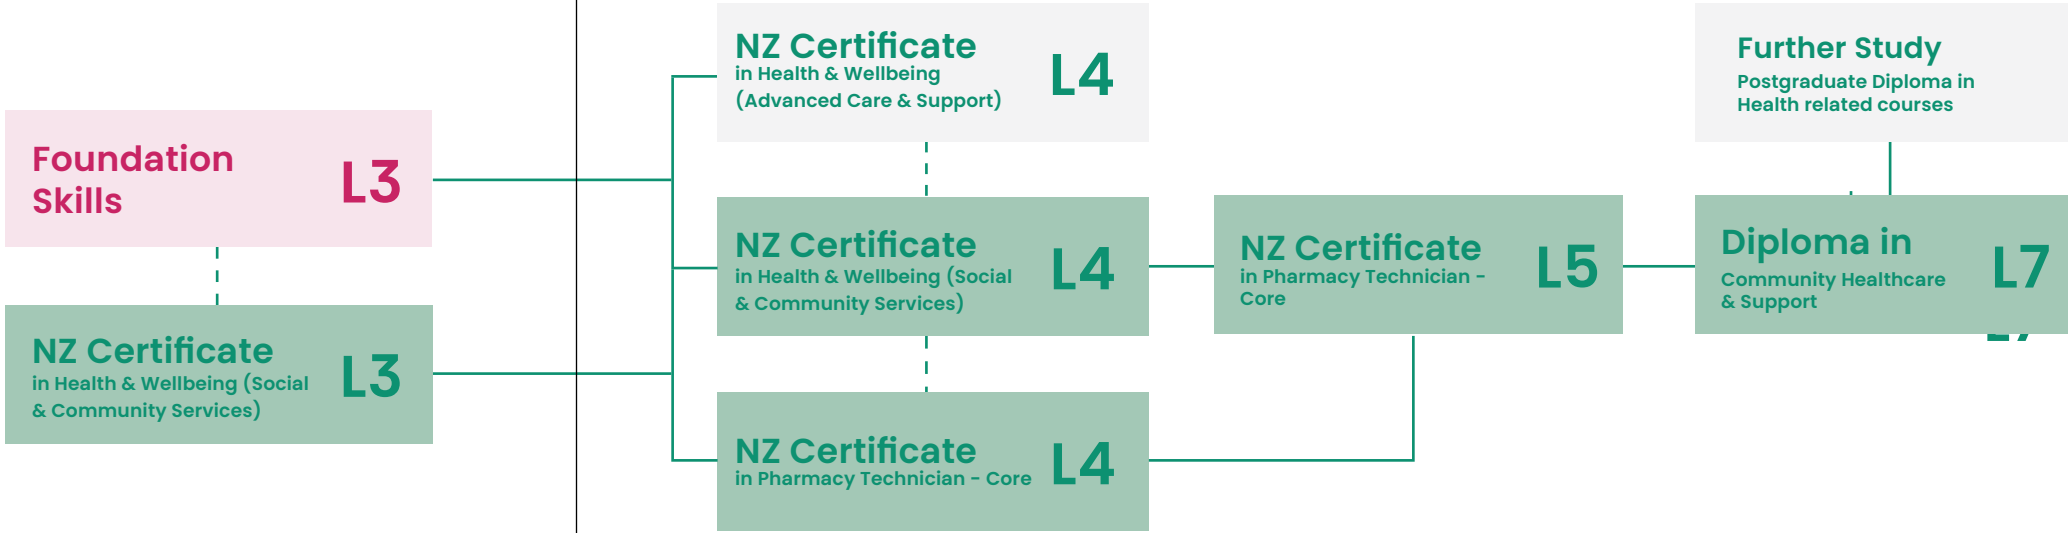 Foundation
Skills
L3
NZ Certificate
in Health & Wellbeing (Social
& Community Services)
L3
NZ Certificate
in Health & Wellbeing
(Advanced Care & Support)
L4
NZ Certificate
in Health & Wellbeing (Social
& Community Services)
L4
NZ Certificate
in Pharmacy Technician - Core
L4
NZ Certificate
in Pharmacy Technician -
Core
L5
Further Study
Postgraduate Diploma in
Health related courses
Diploma in
Community Healthcare
& Support
L7